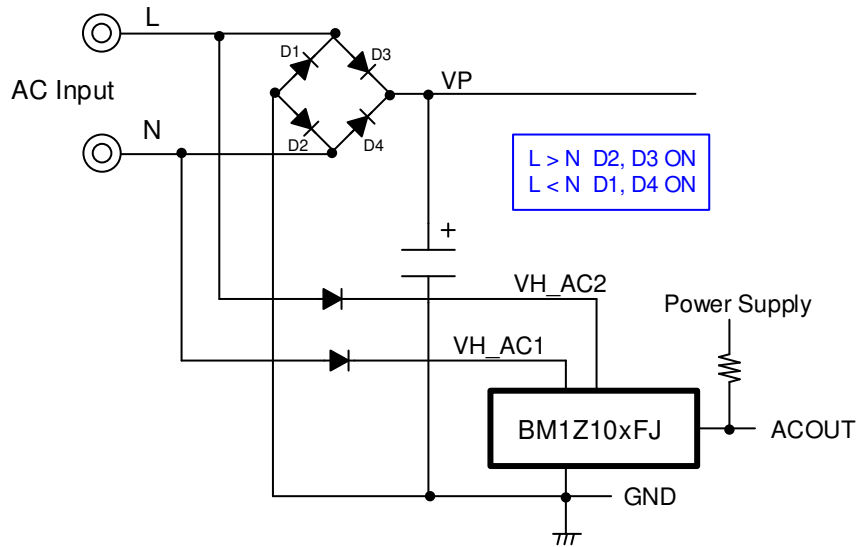 L
D1
D3
AC Input
VP
N
D2
D4
L > N D2, D3 ON
L < N D1, D4 ON
+
VH_AC2
Power Supply
VH_AC1
BM1Z10xFJ
ACOUT
GND